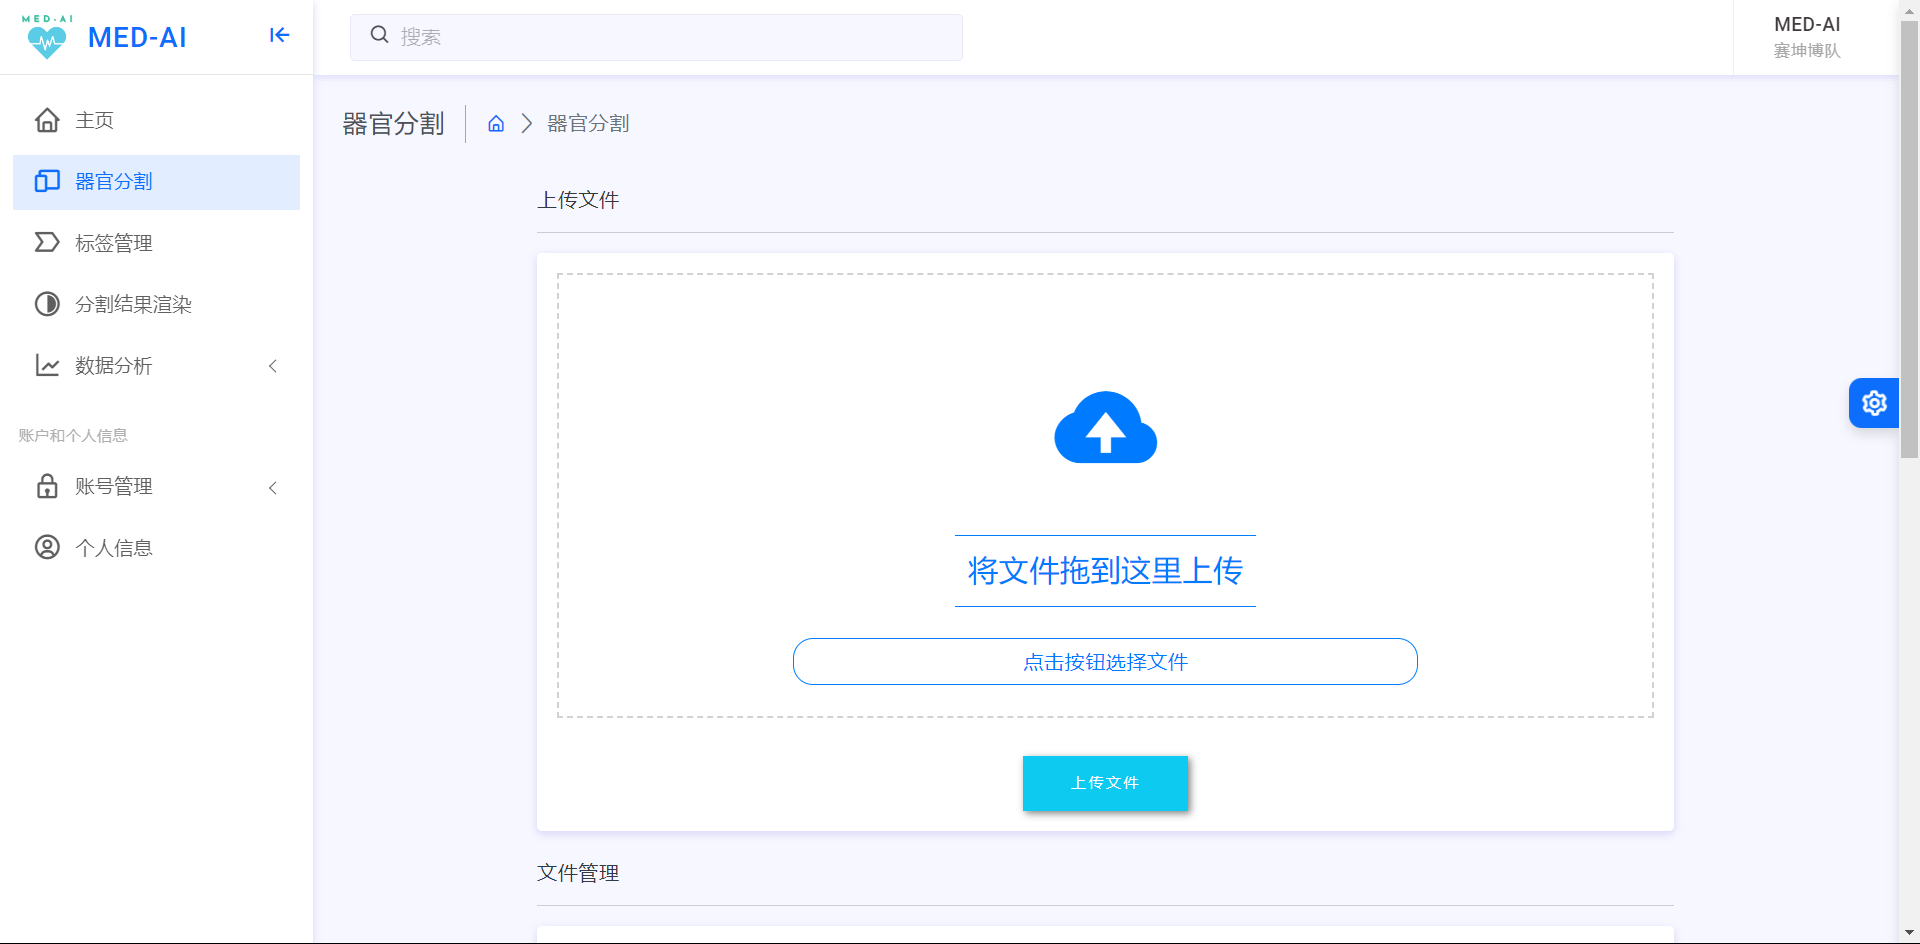 MED-AI
MED-AI
搜索
MED-AI
赛坤博队
主页
器官分割
标签管理
分割结果渲染
数据分析
账户和个人信息
账号管理
个人信息
器官分割
器官分割
上传文件
将文件拖到这里上传
点击按钮选择文件
上传文件
文件管理